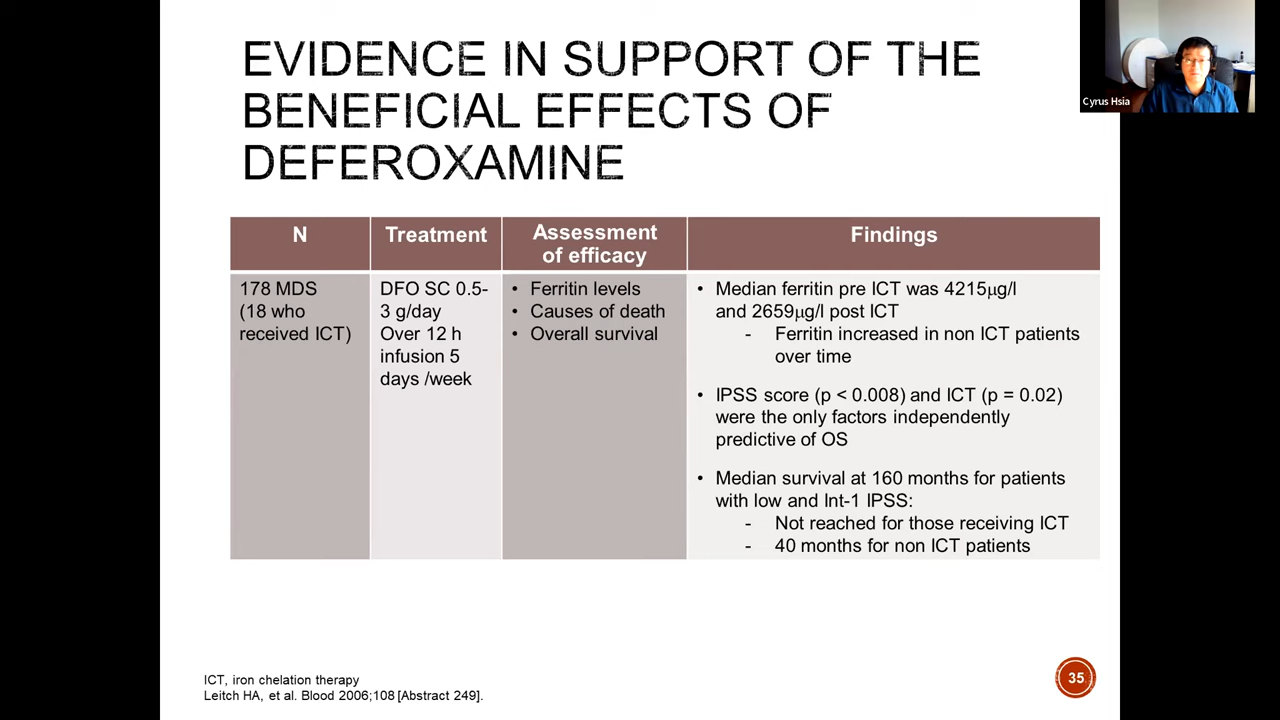 EVIDENCE IN SUPPORT OF THE
BENEFICIAL EFFECTS OF
DEFEROXAMINE
Cyrus Hsia
N
Treatment
Assessment
of efficacy
Findings
178 MDS
(18 who
received ICT)
DFO SC 0.5-
3 g/day
Over 12 h
infusion 5
days /week
• Ferritin levels
• Causes of death
• Overall survival
• Median ferritin pre ICT was 4215µg/l
and 2659µg/l post ICT
- Ferritin increased in non ICT patients
over time
• IPSS score (p < 0.008) and ICT (p = 0.02)
were the only factors independently
predictive of OS
• Median survival at 160 months for patients
with low and Int-1 IPSS:
- Not reached for those receiving ICT
- 40 months for non ICT patients
ICT, iron chelation therapy
Leitch HA, et al. Blood 2006;108 [Abstract 249].
35